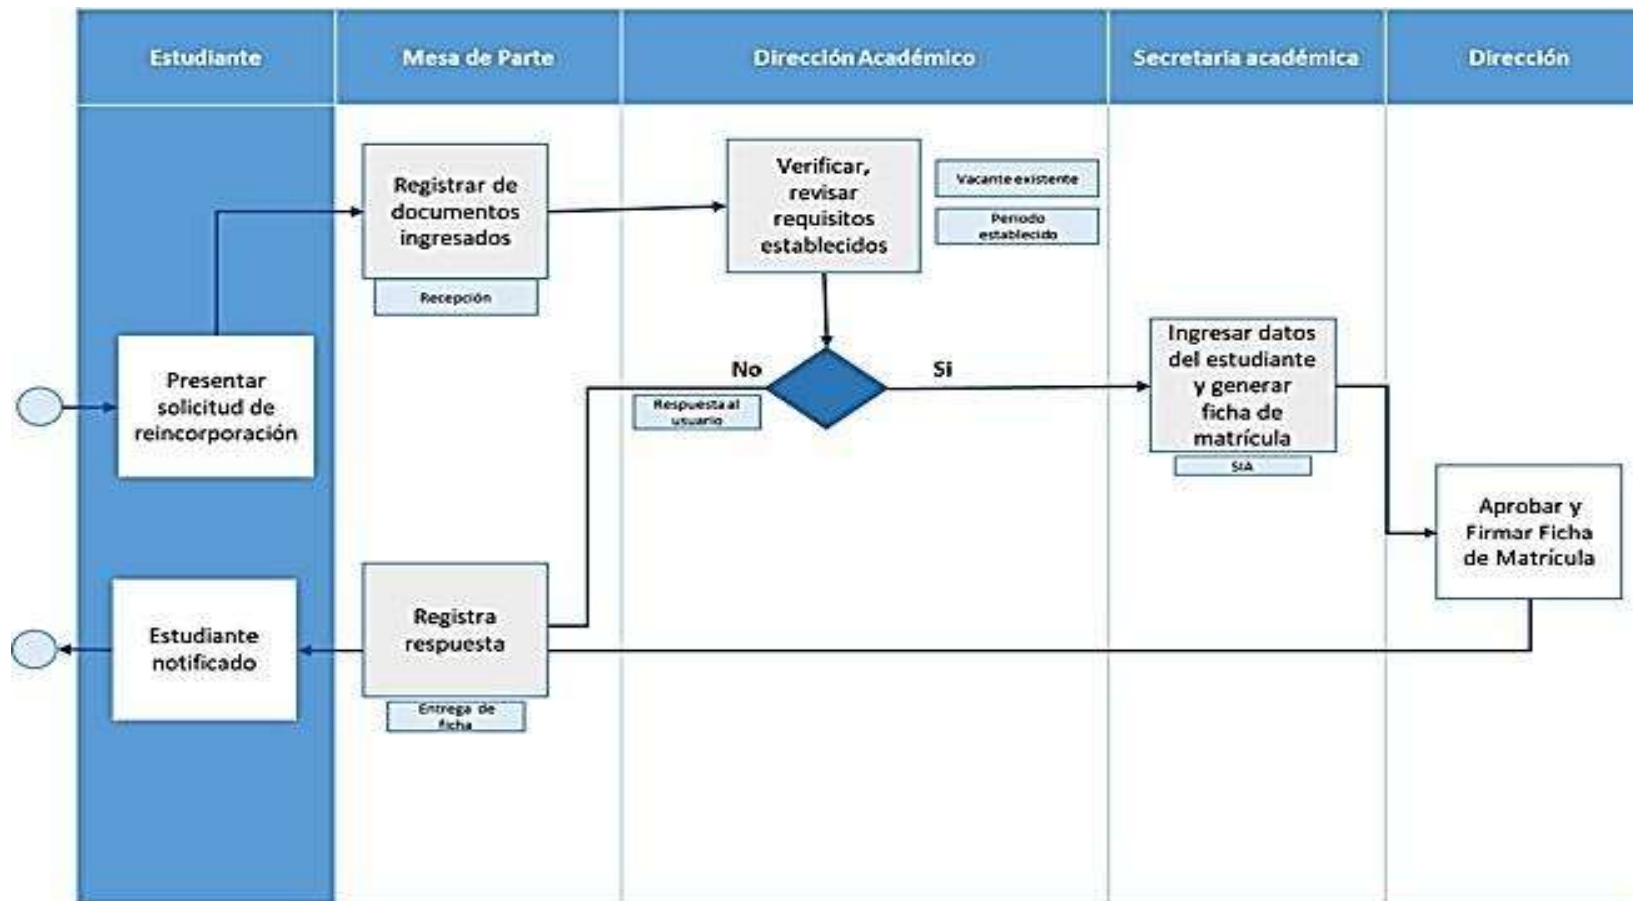 Estudiante
Mesa de Parte
Dirección Académico
Secretaria académica
Dirección
Registrar de
documentos
ingresados
Recepción
Verificar,
revisar
requisitos
establecidos
Vacante existente
Periodo
establecido
Presentar
solicitud de
reincorporación
No
Si
Respuesta al
usuario
Ingresar datos
del estudiante
y generar
ficha de
matrícula
SIA
Aprobar y
Firmar Ficha
de Matrícula
Registra
respuesta
Entrega de
ficha
Estudiante
notificado